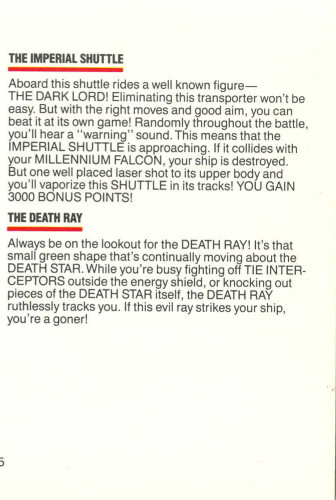 THE IMPERIAL SHUTTLE
Aboard this shuttle rides a well known figure—
THE DARK LORD! Eliminating this transporter won't be
easy. But with the right moves and good aim, you can
beat it at its own game! Randomly throughout the battle,
you'll hear a "warning" sound. This means that the
IMPERIAL SHUTTLE is approaching. If it collides with
your MILLENNIUM FALCON, your ship is destroyed.
But one well placed laser shot to its upper body and
you'll vaporize this SHUTTLE in its tracks! YOU GAIN
3000 BONUS POINTS!
THE DEATH RAY
Always be on the lookout for the DEATH RAY! It's that
small green shape that's continually moving about the
DEATH STAR. While you're busy fighting off TIE INTER-
CEPTORS outside the energy shield, or knocking out
pieces of the DEATH STAR itself, the DEATH RAY
ruthlessly tracks you. If this evil ray strikes your ship,
you're a goner!
5